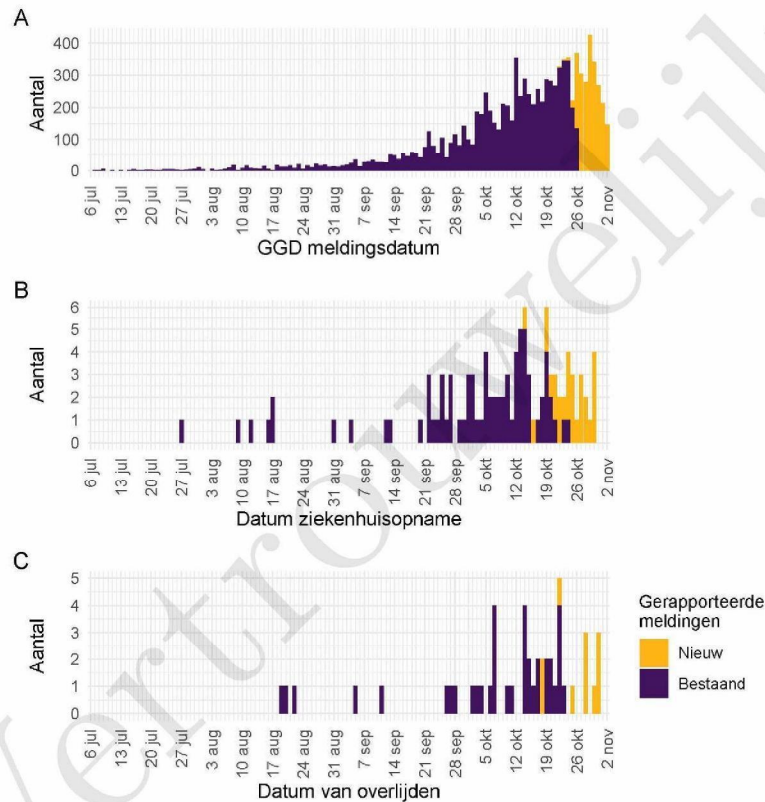 A
400
300
200
100
0
Aantal
6 jul
13 jul
20 jul
27 jul
3 aug
10 aug
17 aug
24 aug
31 aug
7 sep
14 sep
21 sep
28 sep
5 okt
12 okt
19 okt
26 okt
2 nov
GGD meldingsdatum
B
6
5
4
3
2
1
0
Aantal
6 jul
13 jul
20 jul
27 jul
3 aug
10 aug
17 aug
24 aug
31 aug
7 sep
14 sep
21 sep
28 sep
5 okt
12 okt
19 okt
26 okt
2 nov
Datum ziekenhuisopname
C
5
4
3
2
1
0
Aantal
6 jul
13 jul
20 jul
27 jul
3 aug
10 aug
17 aug
24 aug
31 aug
7 sep
14 sep
21 sep
28 sep
5 okt
12 okt
19 okt
26 okt
2 nov
Datum van overlijden
Gerapporteerde
meldingen
Nieuw
Bestaand
Vertrouwelijk